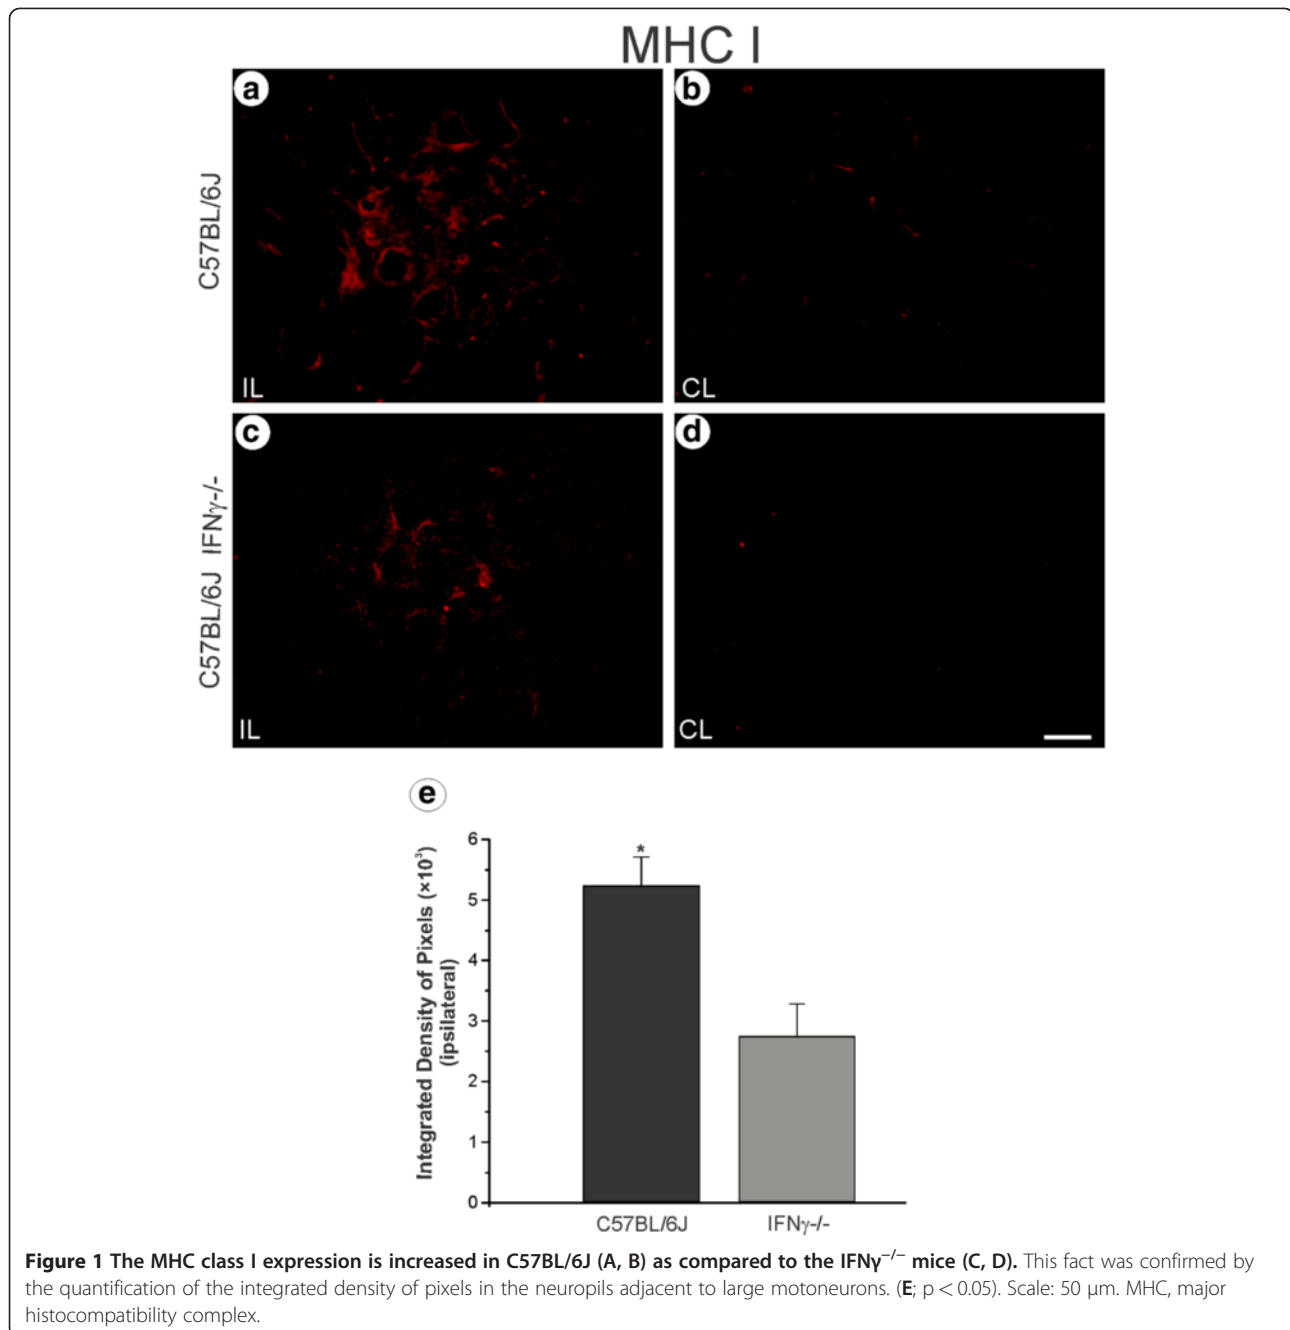 MHC I
a
b
C57BL/6J
IL
CL
c
d
C57BL/6J IFNγ-/-
IL
CL
e
Integrated Density of Pixels (×10³)
(ipsilateral)
6
5
4
3
2
1
0
*
C57BL/6J
IFNγ-/-
Figure 1 The MHC class I expression is increased in C57BL/6J (A, B) as compared to the IFNγ⁻/⁻ mice (C, D). This fact was confirmed by
the quantification of the integrated density of pixels in the neuropils adjacent to large motoneurons. (E; p < 0.05). Scale: 50 μm. MHC, major
histocompatibility complex.